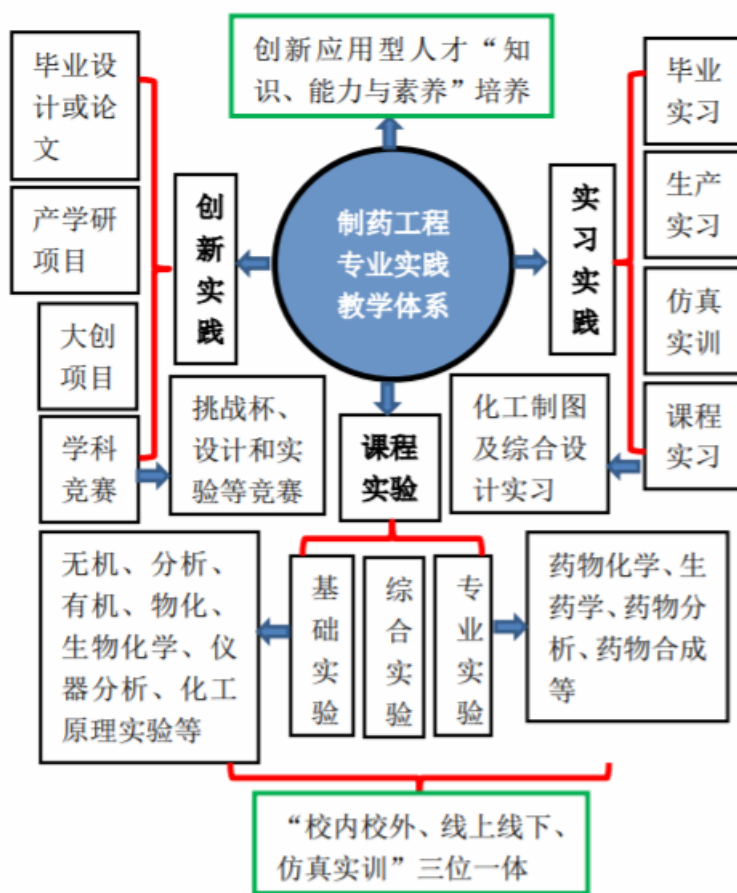 创新应用型人才“知
识、能力与素养”培养
毕业设
计或论
文
产学研
项目
大创
项目
学科
竞赛
创新实践
挑战杯、
设计和实
验等竞赛
制药工程
专业实践
教学体系
实习实践
毕业
实习
生产
实习
仿真
实训
课程
实习
化工制图
及综合设
计实习
课程
实验
无机、分析、
有机、物化、
生物化学、仪
器分析、化工
原理实验等
基础实验
综合实验
专业实验
药物化学、生
药学、药物分
析、药物合成
等
“校内校外、线上线下、
仿真实训”三位一体